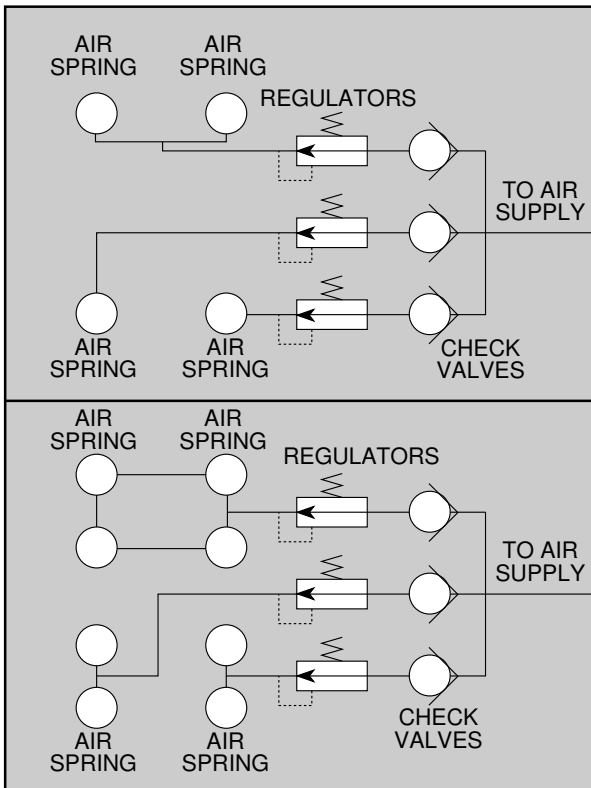 AIR
SPRING
AIR
SPRING
REGULATORS
TO AIR
SUPPLY
AIR
SPRING
AIR
SPRING
CHECK
VALVES
AIR
SPRING
AIR
SPRING
REGULATORS
TO AIR
SUPPLY
AIR
SPRING
AIR
SPRING
CHECK
VALVES